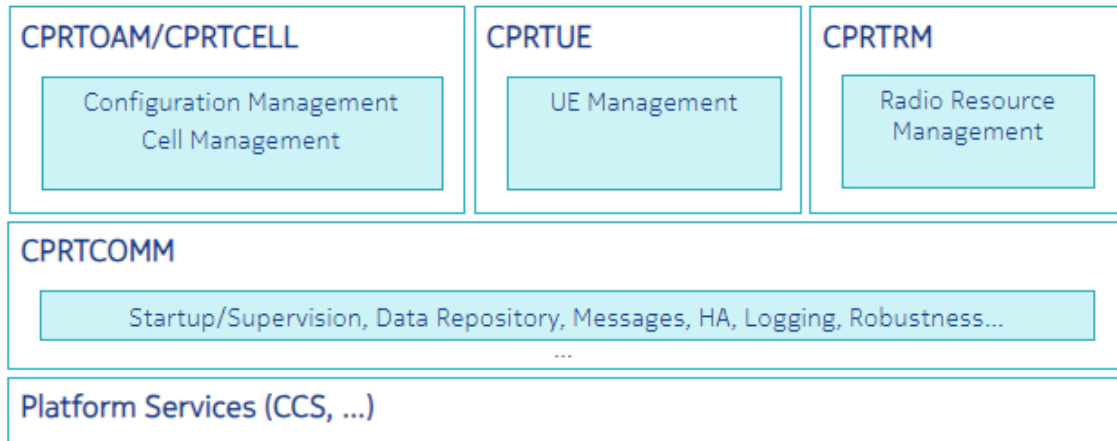 CPRTOAM/CPRTCELL
Configuration Management
Cell Management
CPRTUE
UE Management
CPRTRM
Radio Resource
Management
CPRTCOMM
Startup/Supervision, Data Repository, Messages, HA, Logging, Robustness...
...
Platform Services (CCS, ...)